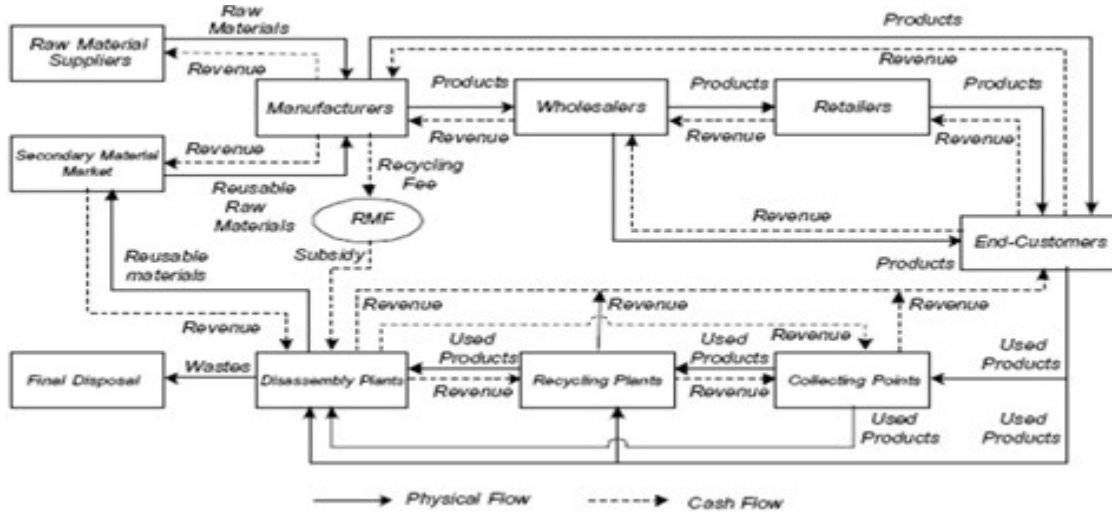 Raw
Materials
Products
Raw Material
Suppliers
Revenue
Revenue
Manufacturers
Products
Wholesalers
Products
Retailers
Products
Revenue
Revenue
Revenue
Secondary Material
Market
Revenue
Recycling
Fee
Reusable
Raw
Materials
RMF
Revenue
End-Customers
Subsidy
Reusable
materials
Products
Revenue
Revenue
Revenue
Revenue
Used
Products
Used
Products
Revenue
Used
Products
Final Disposal
Wastes
Disassembly Plants
Recycling Plants
Collecting Points
Revenue
Revenue
Used
Products
Used
Products
Physical Flow
Cash Flow